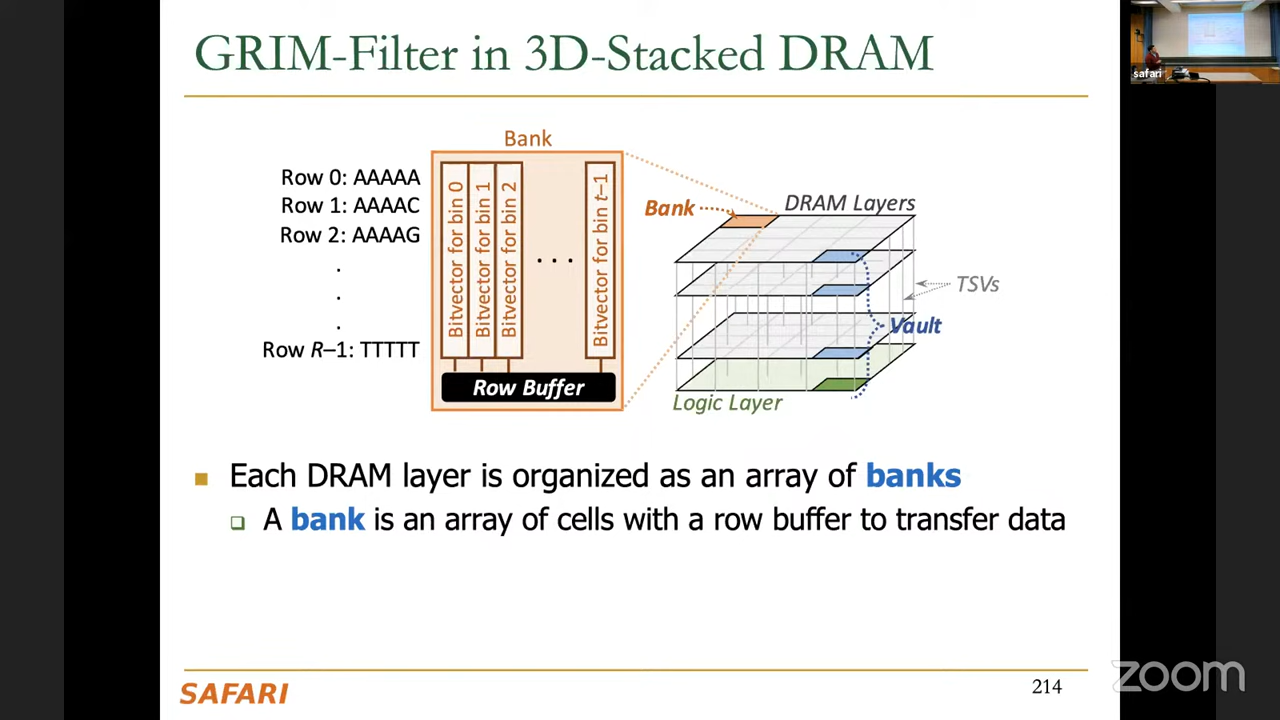 GRIM-Filter in 3D-Stacked DRAM
safari
Bank
Row 0: AAAAA
Row 1: AAAAC
Row 2: AAAAG
.
.
.
Row R–1: TTTTT
Bitvector for bin 0
Bitvector for bin 1
Bitvector for bin 2
...
Bitvector for bin t–1
Row Buffer
Bank
DRAM Layers
TSVs
Vault
Logic Layer
Each DRAM layer is organized as an array of banks
A bank is an array of cells with a row buffer to transfer data
SAFARI
214
zoom